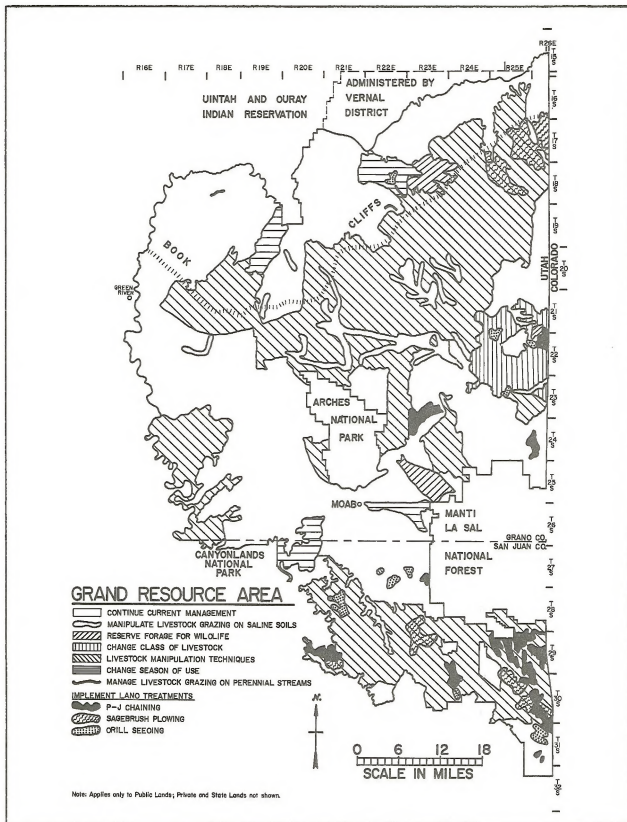 R16E R17E R18E R19E R20E R21E R22E R23E R24E R25E R26E
T15S
T16S
T17S
T18S
T19S
T20S
T21S
T22S
T23S
T24S
T25S
T26S
T27S
T28S
T29S
T30S
T31S
T32S
UINTAH AND OURAY
INDIAN RESERVATION
ADMINISTERED BY
VERNAL
DISTRICT
BOOK
CLIFFS
UTAH
COLORADO
GREEN
RIVER
ARCHES
NATIONAL
PARK
MOAB
MANTI
LA SAL
NATIONAL
FOREST
GRAND CO.
SAN JUAN CO.
CANYONLANDS
NATIONAL
PARK
GRAND RESOURCE AREA
CONTINUE CURRENT MANAGEMENT
MANIPULATE LIVESTOCK GRAZING ON SALINE SOILS
RESERVE FORAGE FOR WILDLIFE
CHANGE CLASS OF LIVESTOCK
LIVESTOCK MANIPULATION TECHNIQUES
CHANGE SEASON OF USE
MANAGE LIVESTOCK GRAZING ON PERENNIAL STREAMS
IMPLEMENT LAND TREATMENTS
P-J CHAINING
SAGEBRUSH PLOWING
DRILL SEEDING
N.
0 6 12 18
SCALE IN MILES
Note: Applies only to Public Lands; Private and State Lands not shown.